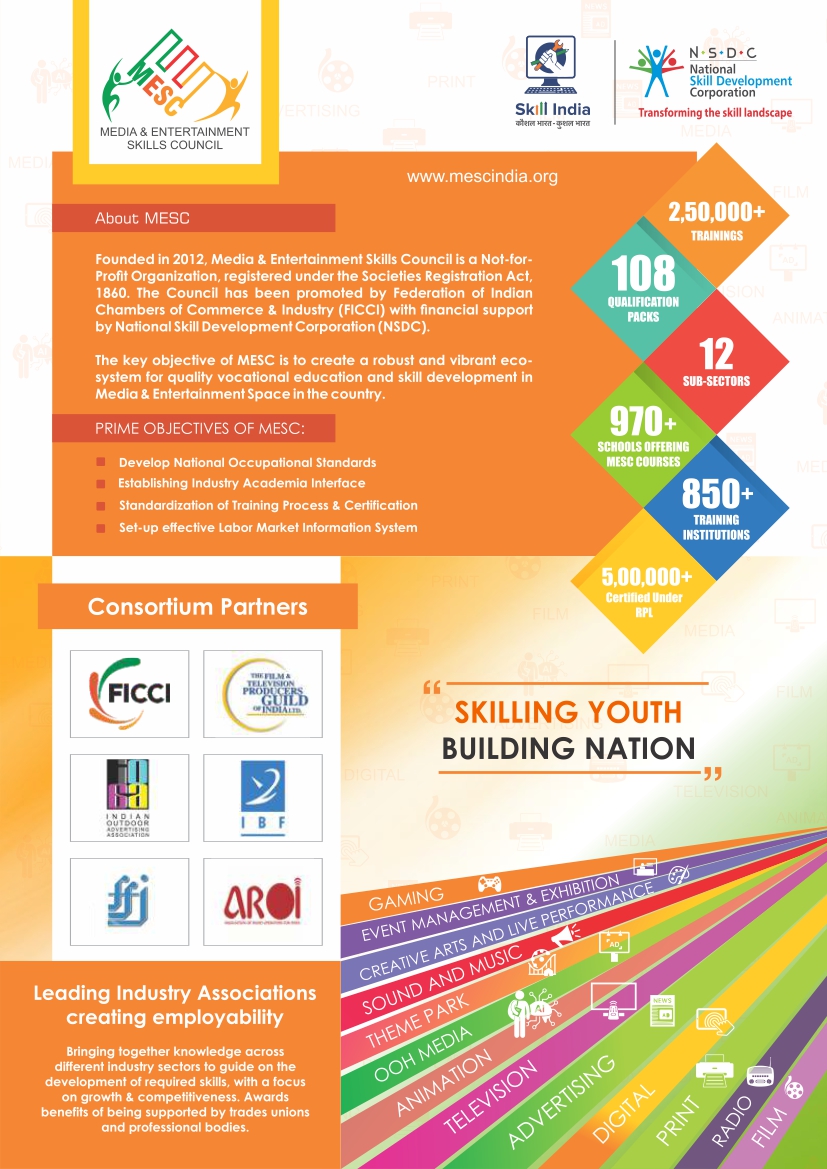 MESC
MEDIA & ENTERTAINMENT
SKILLS COUNCIL
Skill India
कौशल भारत-कुशल भारत
N·S·D·C
National
Skill Development
Corporation
Transforming the skill landscape
www.mescindia.org
About MESC
Founded in 2012, Media & Entertainment Skills Council is a Not-for-
Profit Organization, registered under the Societies Registration Act,
1860. The Council has been promoted by Federation of Indian
Chambers of Commerce & Industry (FICCI) with financial support
by National Skill Development Corporation (NSDC).
The key objective of MESC is to create a robust and vibrant eco-
system for quality vocational education and skill development in
Media & Entertainment Space in the country.
PRIME OBJECTIVES OF MESC:
Develop National Occupational Standards
Establishing Industry Academia Interface
Standardization of Training Process & Certification
Set-up effective Labor Market Information System
2,50,000+
TRAININGS
108
QUALIFICATION
PACKS
12
SUB-SECTORS
970+
SCHOOLS OFFERING
MESC COURSES
850+
TRAINING
INSTITUTIONS
5,00,000+
Certified Under
RPL
Consortium Partners
FICCI
THE FILM &
TELEVISION
PRODUCERS
GUILD
OF INDIA LTD.
INDIAN
OUTDOOR
ADVERTISING
ASSOCIATION
IBF
ffi
AROI
Leading Industry Associations
creating employability
Bringing together knowledge across
different industry sectors to guide on the
development of required skills, with a focus
on growth & competitiveness. Awards
benefits of being supported by trades unions
and professional bodies.
“SKILLING YOUTH
BUILDING NATION”
GAMING
EVENT MANAGEMENT & EXHIBITION
CREATIVE ARTS AND LIVE PERFORMANCE
SOUND AND MUSIC
THEME PARK
OOH MEDIA
ANIMATION
TELEVISION
ADVERTISING
DIGITAL
PRINT
RADIO
FILM
AD
Ai
NEWS